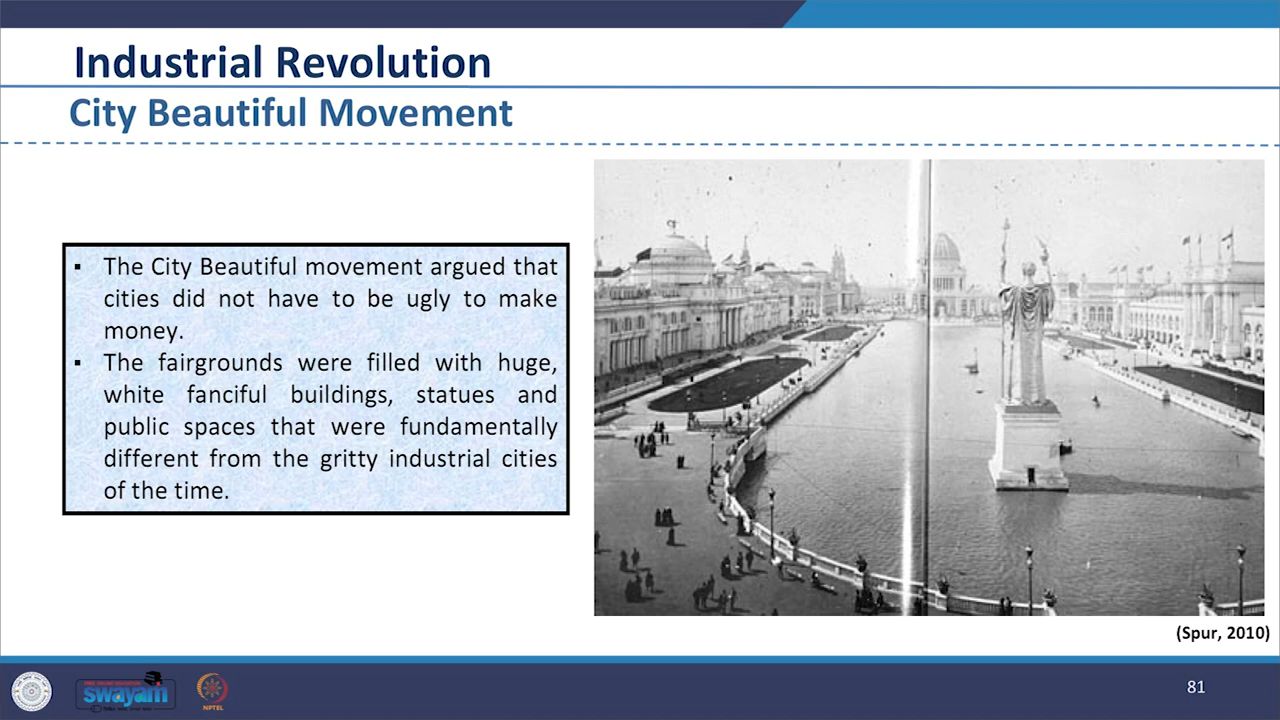 Industrial Revolution
City Beautiful Movement
▪ The City Beautiful movement argued that
cities did not have to be ugly to make
money.
▪ The fairgrounds were filled with huge,
white fanciful buildings, statues and
public spaces that were fundamentally
different from the gritty industrial cities
of the time.
(Spur, 2010)
swayam
NPTEL
81